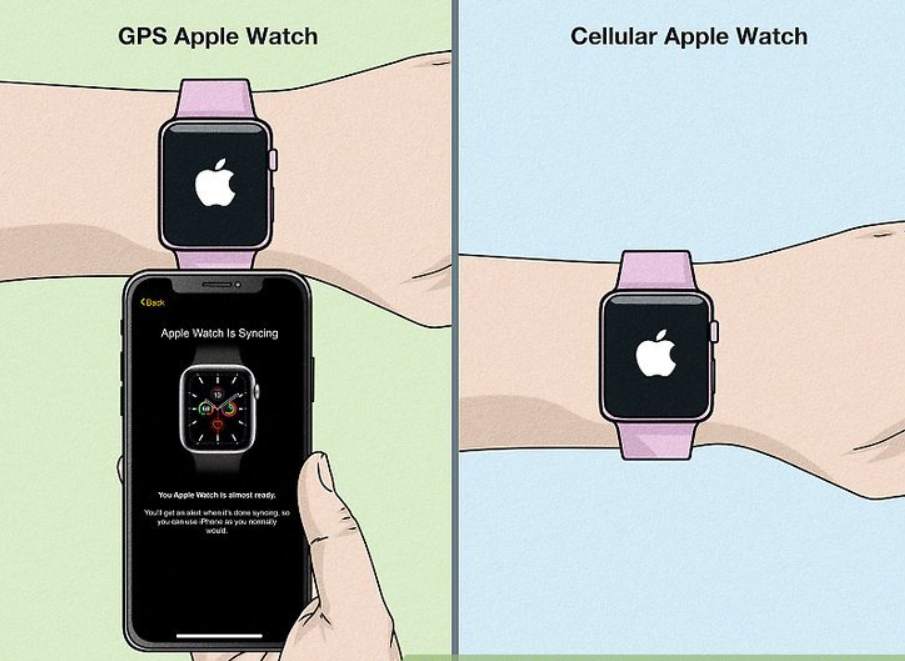 GPS Apple Watch
Cellular Apple Watch
<Back
Apple Watch Is Syncing
10
You Apple Watch is almost ready.
You'll get an alert when it's done syncing, so
you can use iPhone as you normally
would.